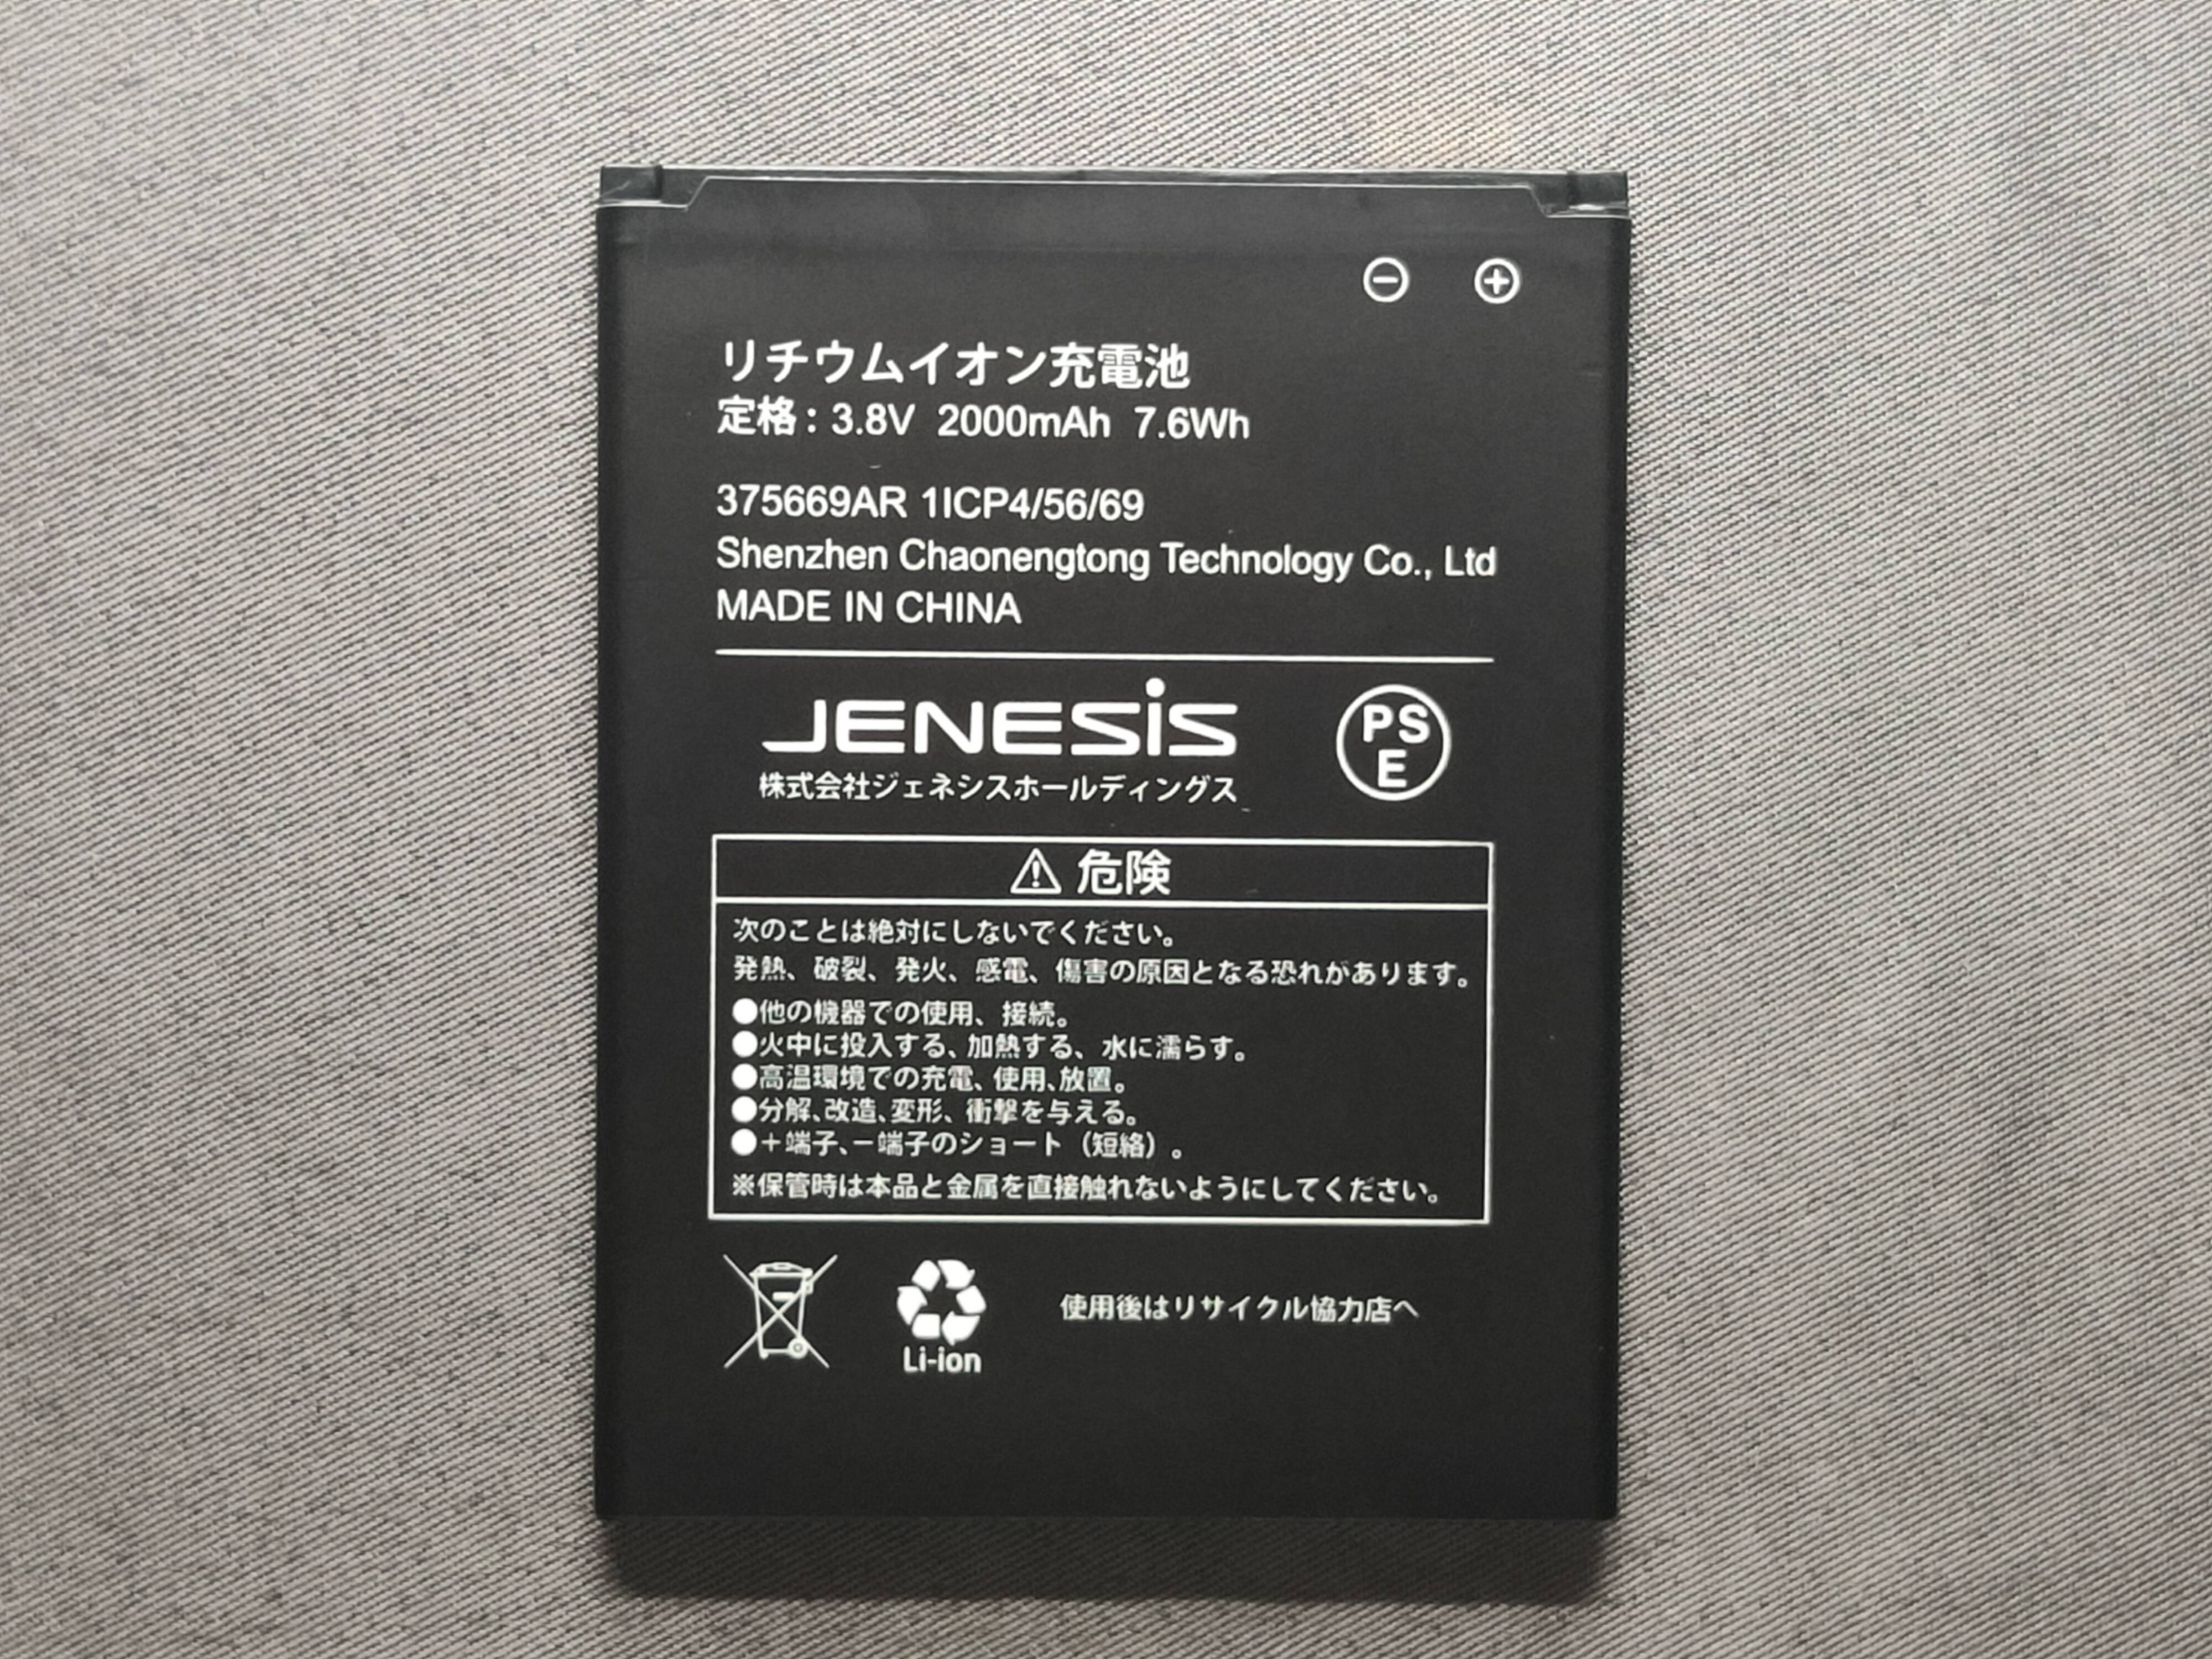 ⊖ ⊕
リチウムイオン充電池
定格 : 3.8V 2000mAh 7.6Wh
375669AR 1ICP4/56/69
Shenzhen Chaonengtong Technology Co., Ltd
MADE IN CHINA
JENESiS
株式会社ジェネシスホールディングス
PS
E
⚠ 危険
次のことは絶対にしないでください。
発熱、破裂、発火、感電、傷害の原因となる恐れがあります。
●他の機器での使用、接続。
●火中に投入する、加熱する、水に濡らす。
●高温環境での充電、使用、放置。
●分解、改造、変形、衝撃を与える。
●＋端子、－端子のショート（短絡）。
※保管時は本品と金属を直接触れないようにしてください。
使用後はリサイクル協力店へ
Li-ion